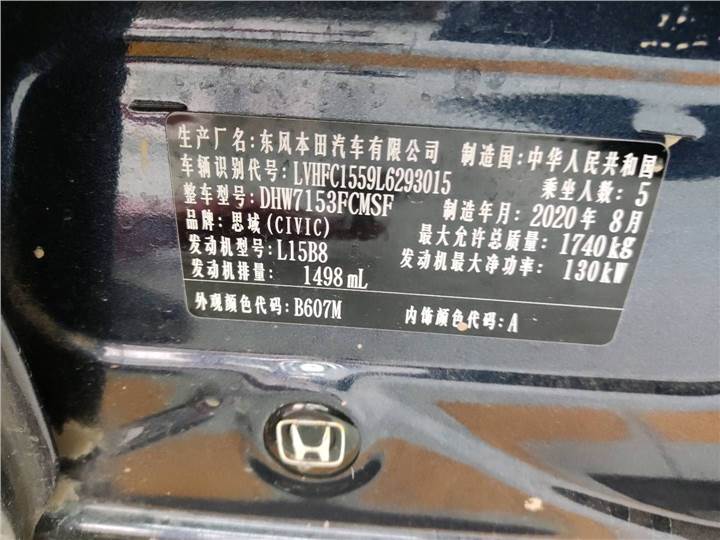 生产厂名：东风本田汽车有限公司 制造国：中华人民共和国
车辆识别代号：LVHFC1559L6293015 乘坐人数：5
整车型号：DHW7153FCMSF 制造年月：2020年8月
品牌：思域(CIVIC) 最大允许总质量：1740kg
发动机型号：L15B8 发动机最大净功率：130kW
发动机排量：1498mL
外观颜色代码：B607M 内饰颜色代码：A